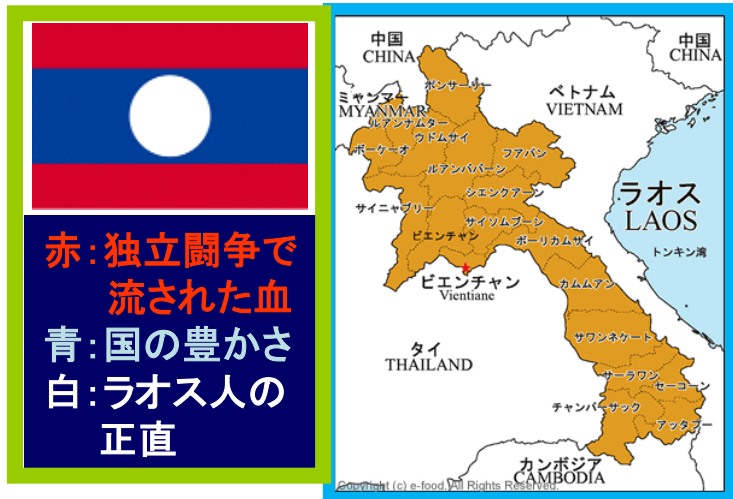 赤：独立闘争で
流された血
青：国の豊かさ
白：ラオス人の
正直
中国
CHINA
中国
CHINA
ポンサーリー
ベトナム
VIETNAM
ミャンマー
MYANMAR
ルアンナムター
ウドムサイ
ボーケーオ
フアパン
ルアンパバーン
シエンクアーン
ラオス
LAOS
サイニャブリー
サイソムブーン
ビエンチャン
ボーリカムサイ
トンキン湾
ビエンチャン
Vientiane
カムムアン
サワンネケート
タイ
THAILAND
サーラワン
セーコーン
チャンパーサック
アッタプー
カンボジア
CAMBODIA
Copyright (c) e-food. All Rights Reserved.